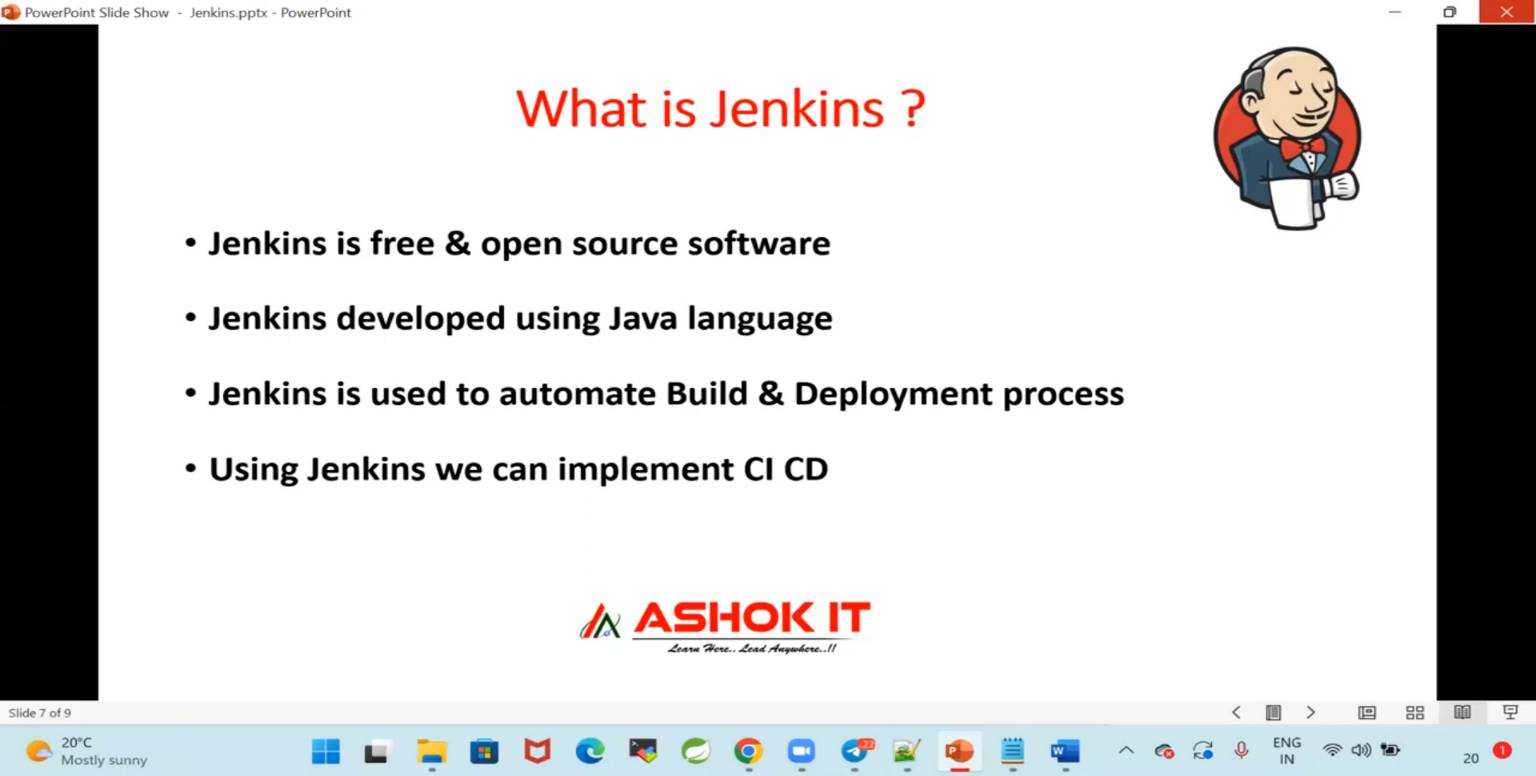 PowerPoint Slide Show - Jenkins.pptx - PowerPoint
What is Jenkins ?
• Jenkins is free & open source software
• Jenkins developed using Java language
• Jenkins is used to automate Build & Deployment process
• Using Jenkins we can implement CI CD
ASHOK IT
Learn Here.. Lead Anywhere..!!
Slide 7 of 9
20°C
Mostly sunny
22
ENG
IN
20
1